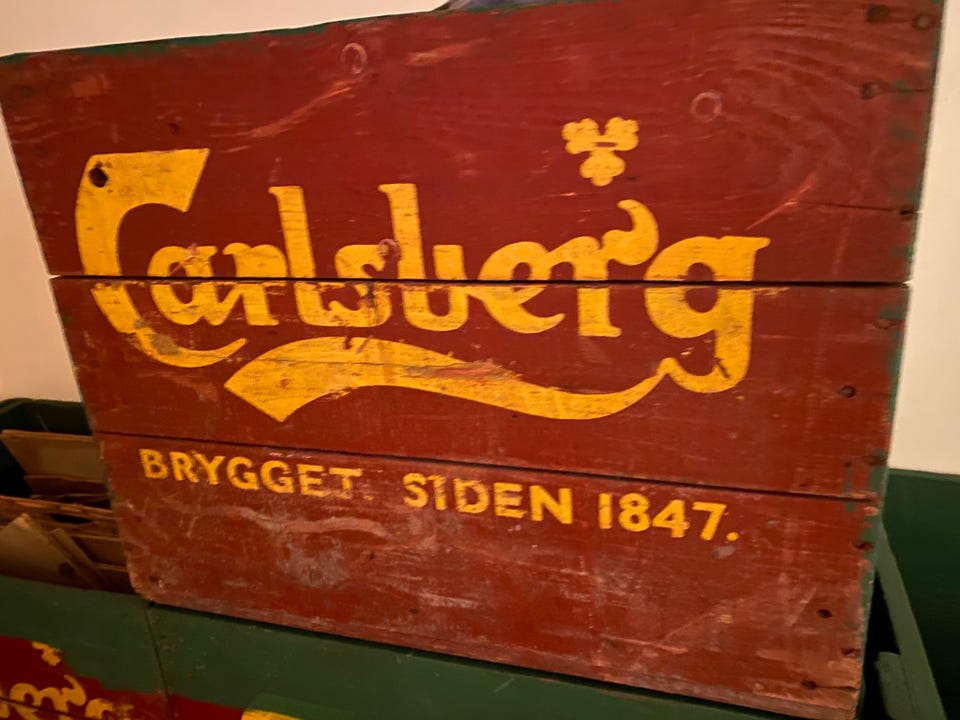 Carlsberg
BRYGGET SIDEN 1847.